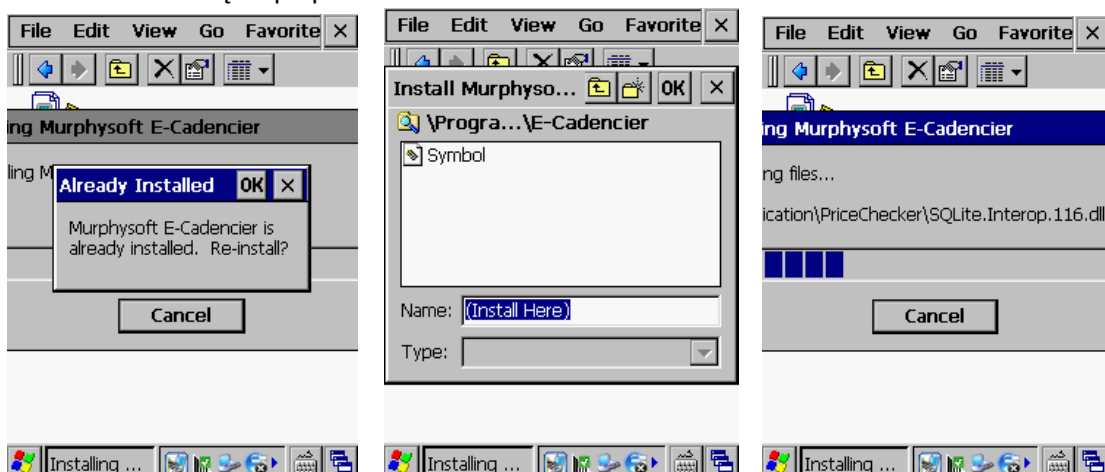 File Edit View Go Favorite
ing Murphysoft E-Cadencier
ling M
Already Installed OK
Murphysoft E-Cadencier is
already installed. Re-install?
Cancel
Installing ...
File Edit View Go Favorite
Install Murphyso... OK
\Progra...\E-Cadencier
Symbol
Name: (Install Here)
Type:
Installing ...
File Edit View Go Favorite
ing Murphysoft E-Cadencier
ng files...
ication\PriceChecker\SQLite.Interop.116.dll
Cancel
Installing ...